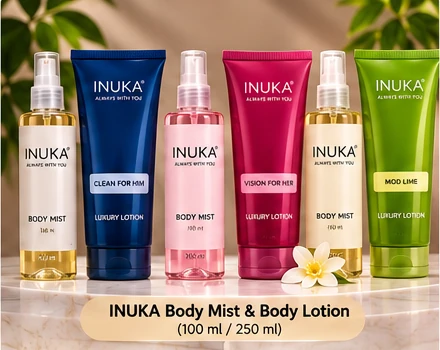 INUKA®
ALWAYS WITH YOU
BODY MIST
INUKA®
ALWAYS WITH YOU
CLEAN FOR HIM
LUXURY LOTION
INUKA®
ALWAYS WITH YOU
BODY MIST
INUKA®
ALWAYS WITH YOU
VISION FOR HER
LUXURY LOTION
INUKA®
ALWAYS WITH YOU
BODY MIST
INUKA®
ALWAYS WITH YOU
MOD LIME
LUXURY LOTION
INUKA Body Mist & Body Lotion
(100 ml / 250 ml)